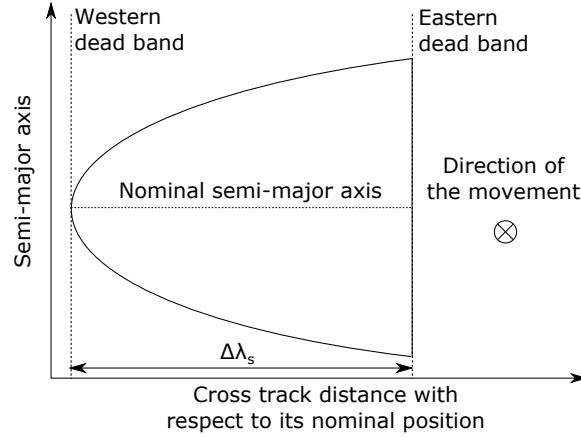 Western
dead band
Eastern
dead band
Semi-major axis
Nominal semi-major axis
Direction of
the movement
Δλs
Cross track distance with
respect to its nominal position